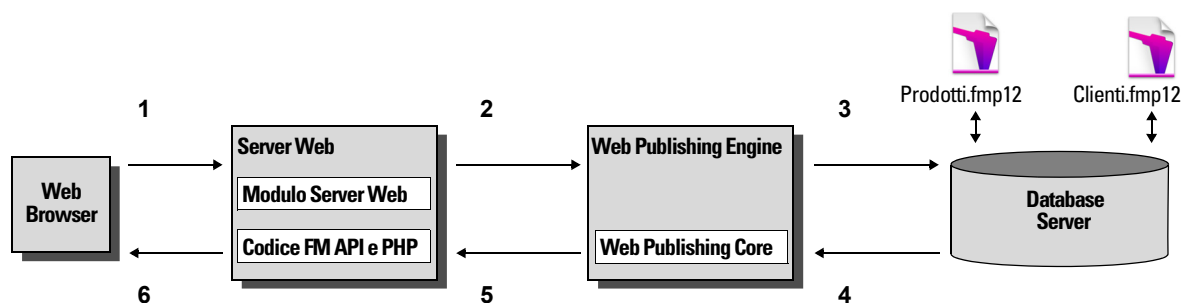 Prodotti.fmp12
Clienti.fmp12
1
2
3
Web
Browser
Server Web
Modulo Server Web
Codice FM API e PHP
Web Publishing Engine
Web Publishing Core
Database
Server
6
5
4